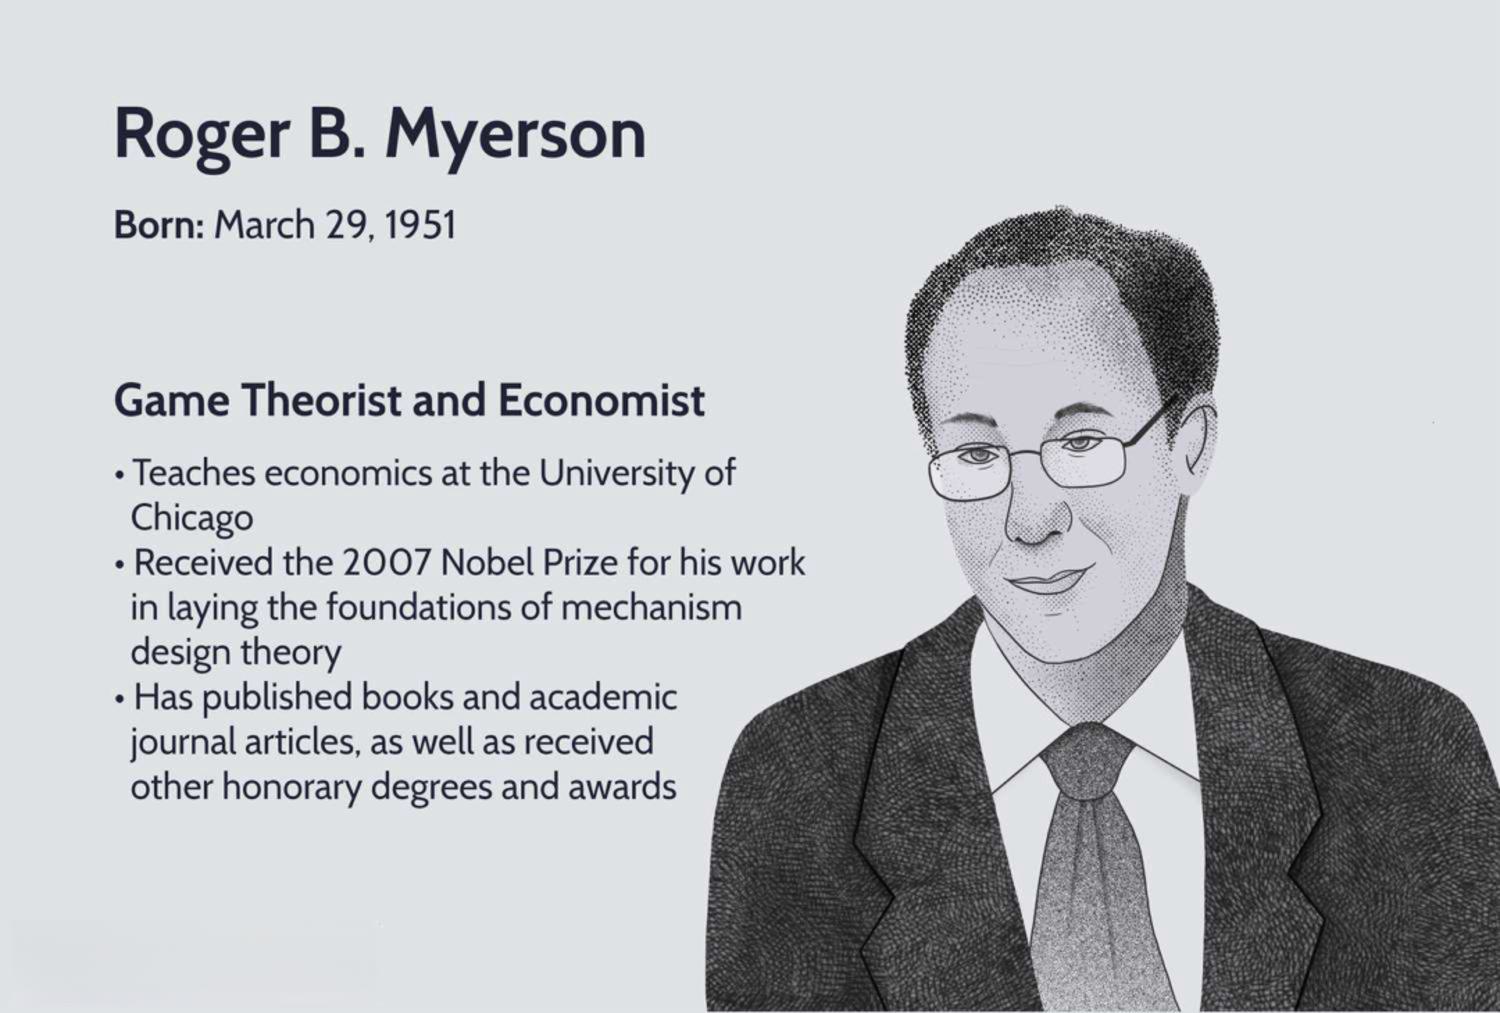 Roger B. Myerson
Born: March 29, 1951
Game Theorist and Economist
• Teaches economics at the University of
Chicago
• Received the 2007 Nobel Prize for his work
in laying the foundations of mechanism
design theory
• Has published books and academic
journal articles, as well as received
other honorary degrees and awards